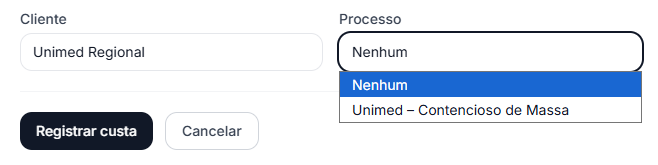 Cliente
Processo
Unimed Regional
Nenhum
Nenhum
Unimed – Contencioso de Massa
Registrar custa
Cancelar